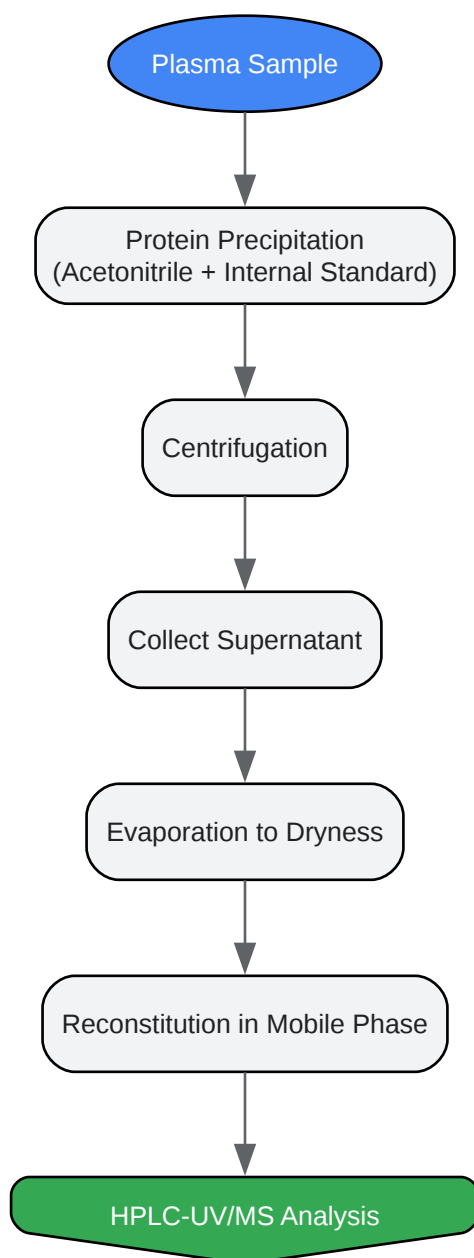 Plasma Sample
Protein Precipitation
(Acetonitrile + Internal Standard)
Centrifugation
Collect Supernatant
Evaporation to Dryness
Reconstitution in Mobile Phase
HPLC-UV/MS Analysis